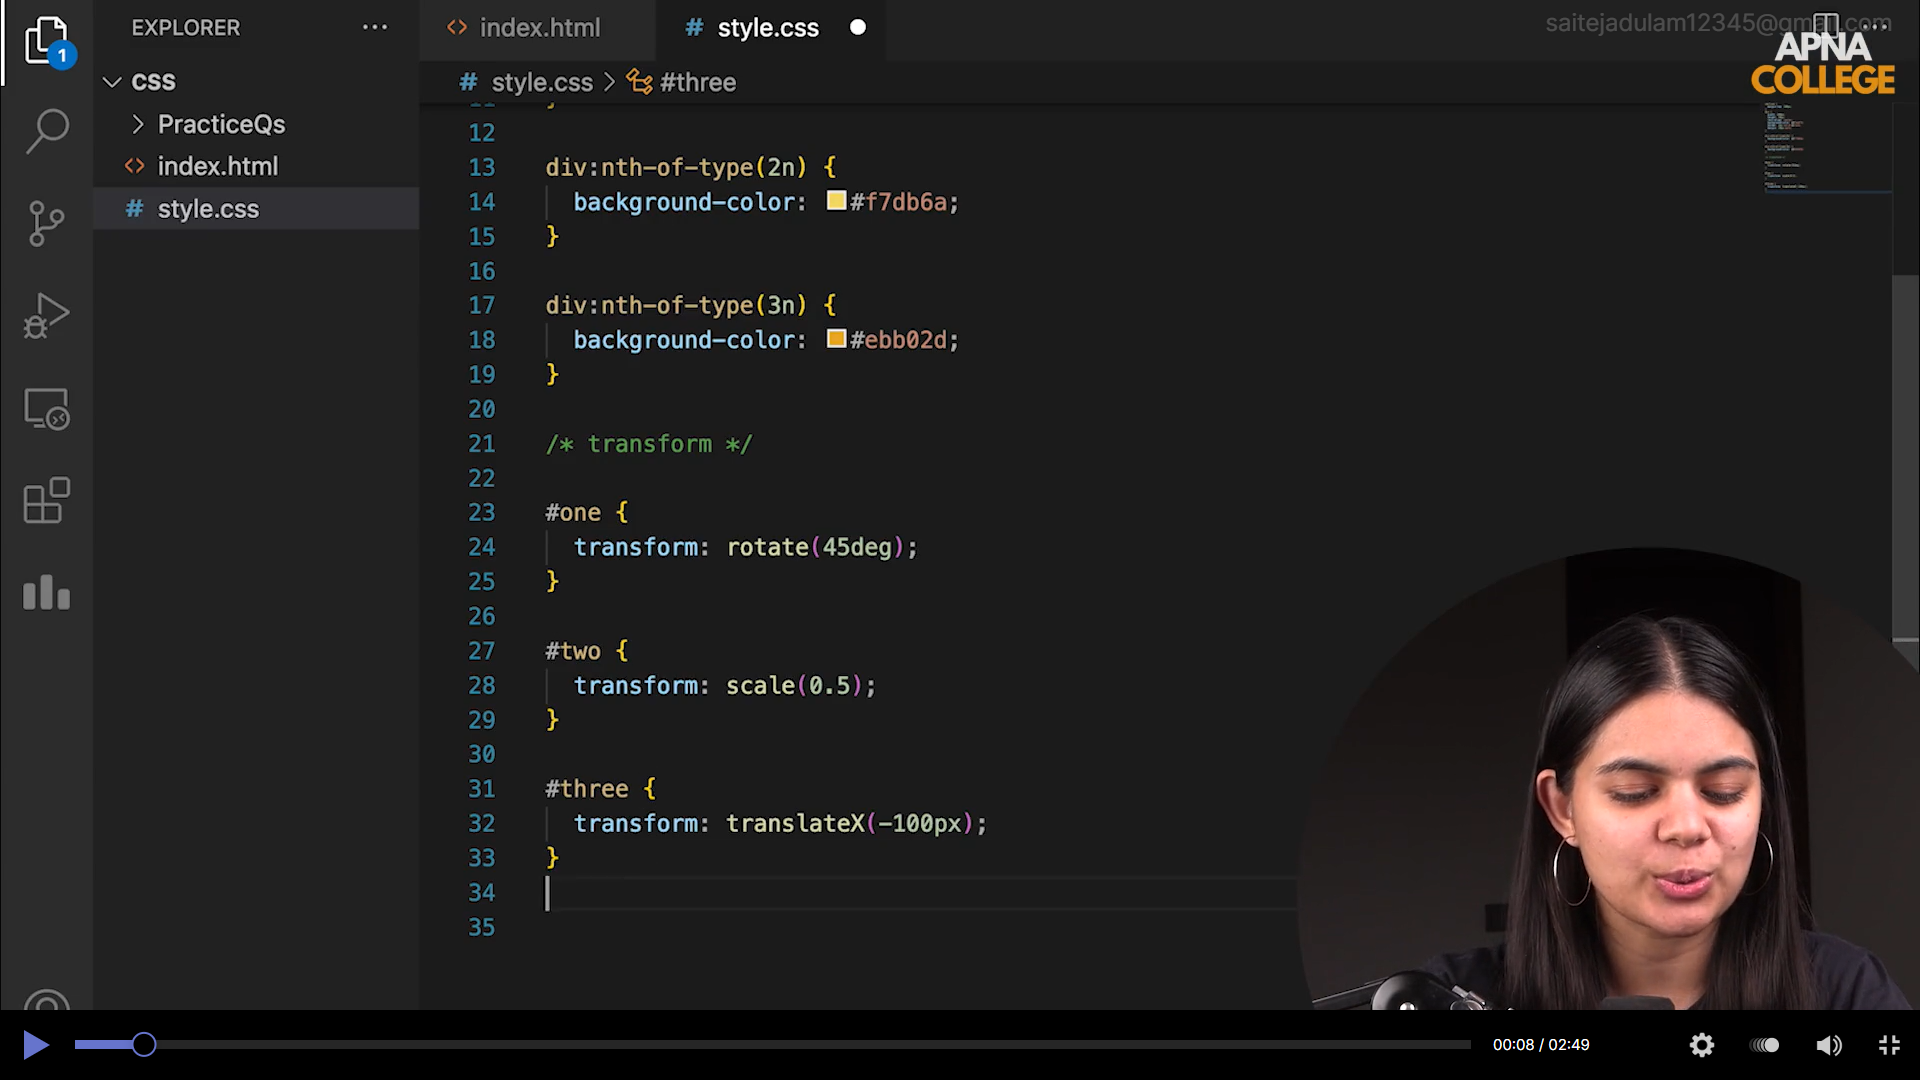 EXPLORER
index.html
style.css
saitejadulam12345@gmail.com
APNA
COLLEGE
CSS
PracticeQs
index.html
style.css
style.css > #three
12
13 div:nth-of-type(2n) {
14 background-color: #f7db6a;
15 }
16
17 div:nth-of-type(3n) {
18 background-color: #ebb02d;
19 }
20
21 /* transform */
22
23 #one {
24 transform: rotate(45deg);
25 }
26
27 #two {
28 transform: scale(0.5);
29 }
30
31 #three {
32 transform: translateX(-100px);
33 }
34
35
1
00:08 / 02:49